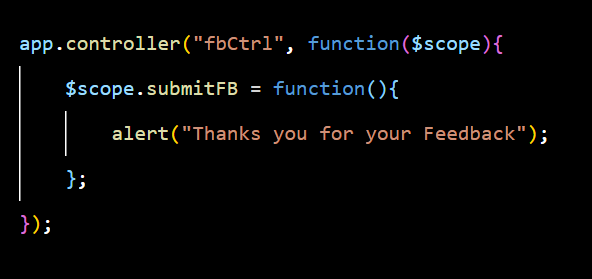 app.controller("fbCtrl", function($scope){
$scope.submitFB = function(){
alert("Thanks you for your Feedback");
};
});